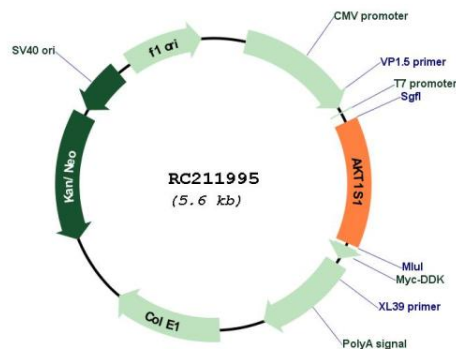 CMV promoter
VP1.5 primer
T7 promoter
SgfI
AKT1S1
MluI
Myc-DDK
XL39 primer
PolyA signal
Col E1
Kan/ Neo
SV40 ori
f1 ori
RC211995
(5.6 kb)